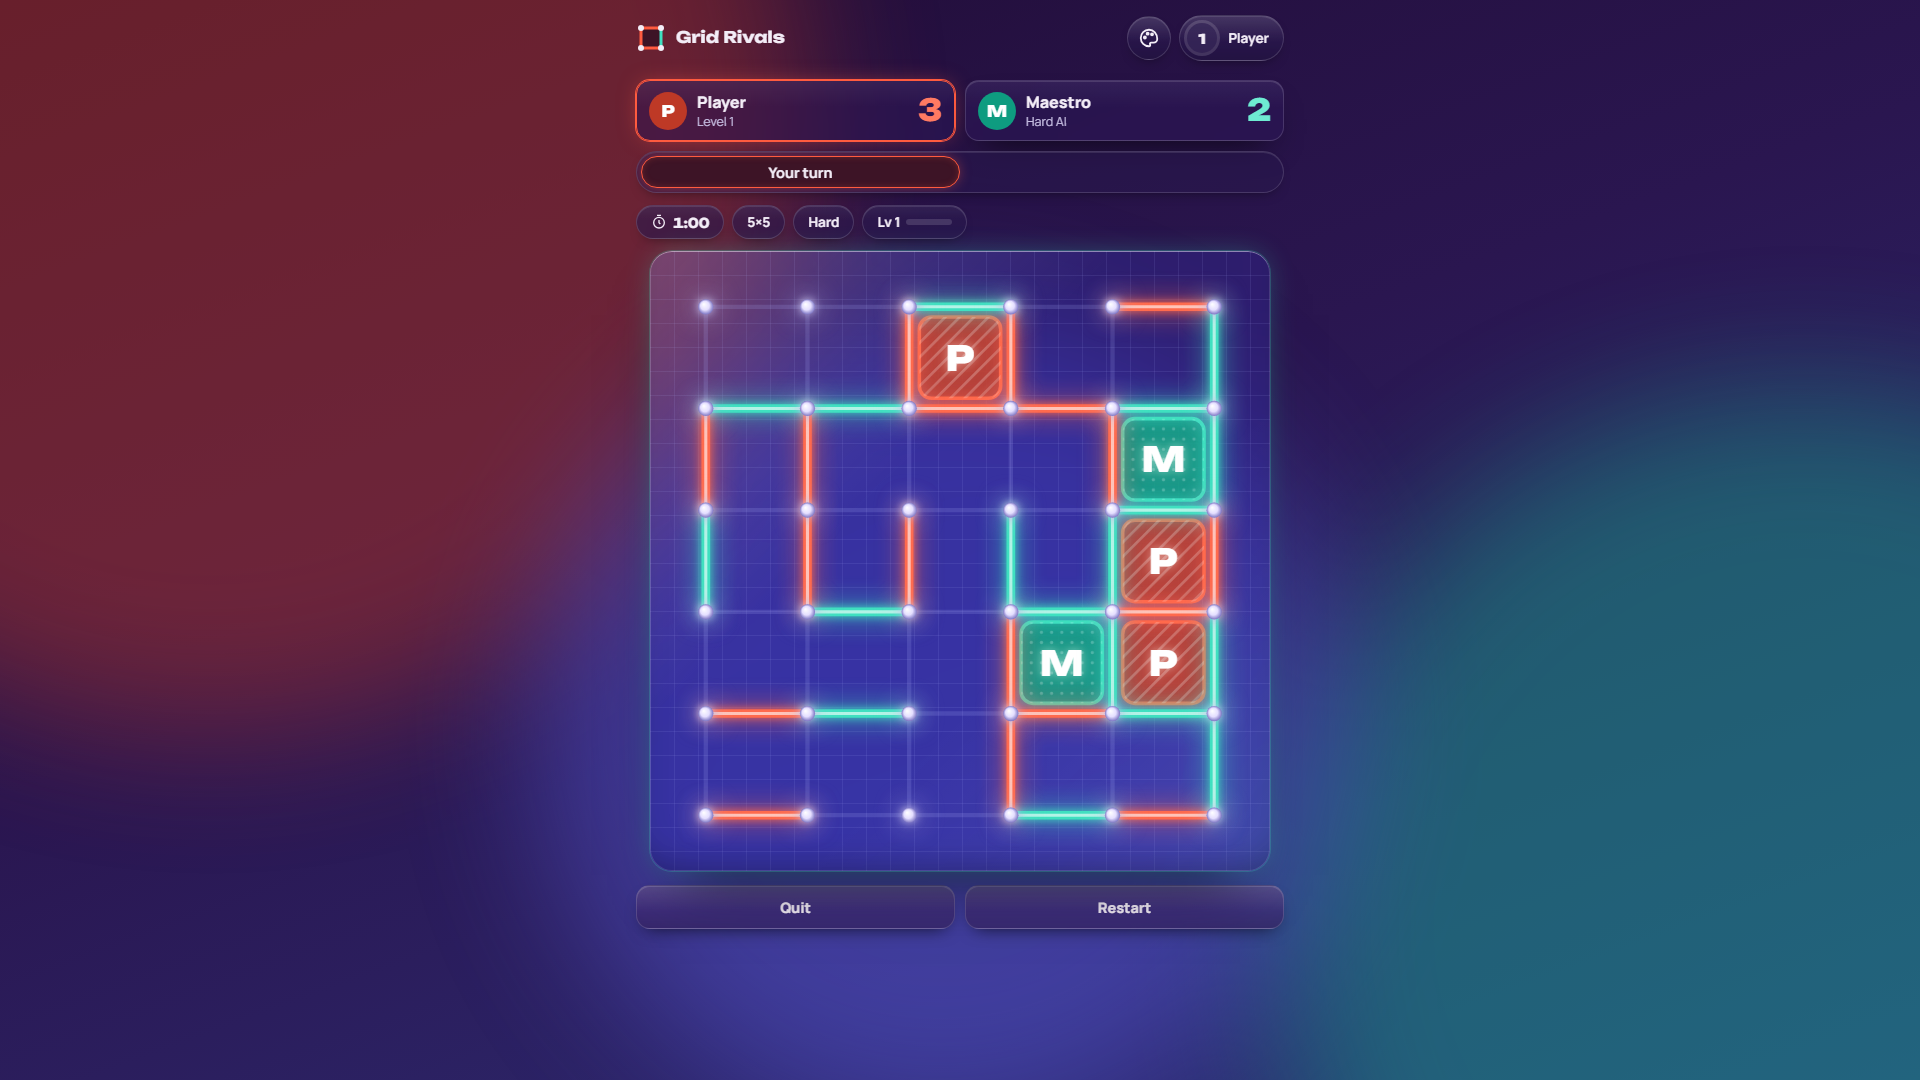 Grid Rivals
1 Player
P Player 3
Level 1
M Maestro 2
Hard AI
Your turn
1:00 5×5 Hard Lv 1
P
M
P
M P
Quit Restart